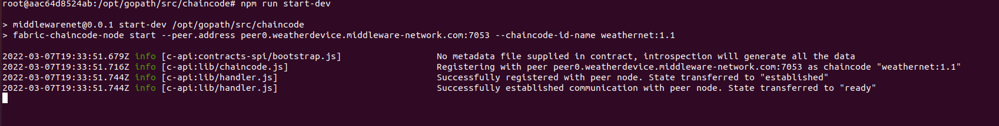 root@aac64d8524ab:/opt/gopath/src/chaincode# npm run start-dev
> middlewarenet@0.0.1 start-dev /opt/gopath/src/chaincode
> fabric-chaincode-node start --peer.address peer0.weatherdevice.middleware-network.com:7053 --chaincode-id-name weathernet:1.1
2022-03-07T19:33:51.679Z info [c-api:contracts-spi/bootstrap.js] No metadata file supplied in contract, introspection will generate all the data
2022-03-07T19:33:51.716Z info [c-api:lib/chaincode.js] Registering with peer peer0.weatherdevice.middleware-network.com:7053 as chaincode "weathernet:1.1"
2022-03-07T19:33:51.744Z info [c-api:lib/handler.js] Successfully registered with peer node. State transferred to "established"
2022-03-07T19:33:51.744Z info [c-api:lib/handler.js] Successfully established communication with peer node. State transferred to "ready"